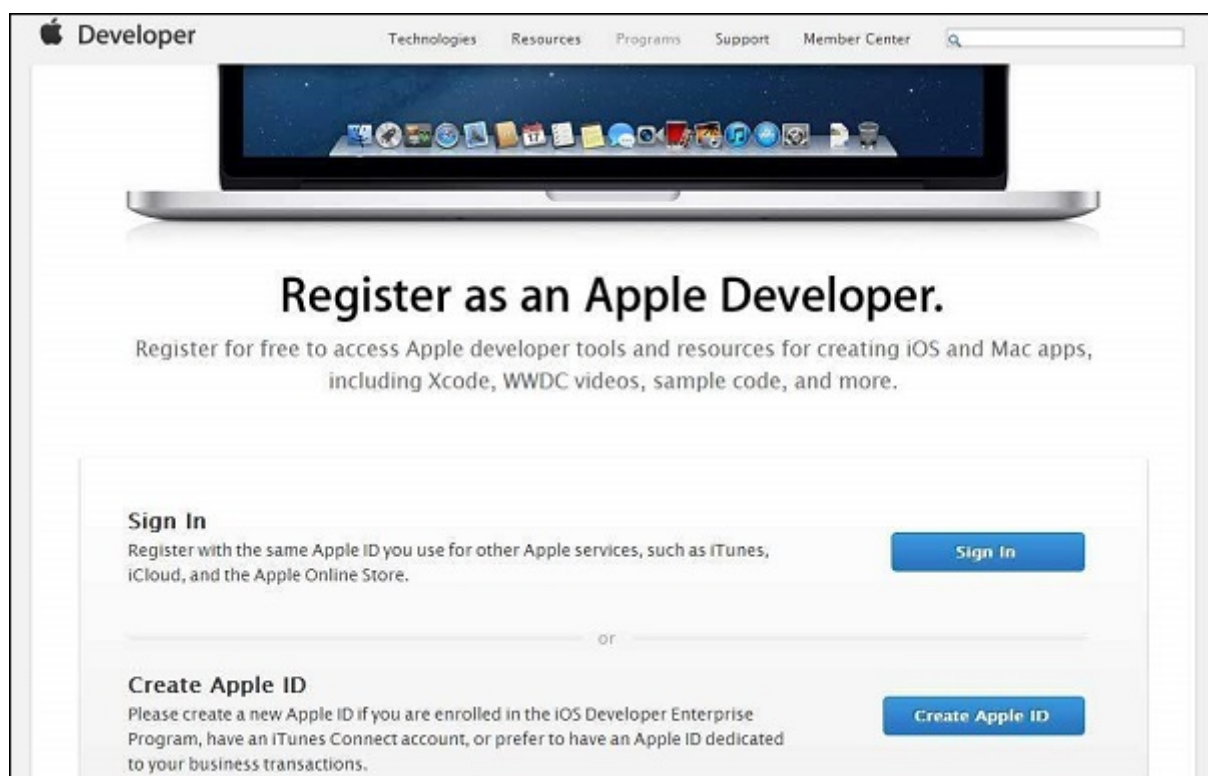 Developer
Technologies Resources Programs Support Member Center
Register as an Apple Developer.
Register for free to access Apple developer tools and resources for creating iOS and Mac apps,
including Xcode, WWDC videos, sample code, and more.
Sign In
Register with the same Apple ID you use for other Apple services, such as iTunes,
iCloud, and the Apple Online Store.
Sign In
or
Create Apple ID
Please create a new Apple ID if you are enrolled in the iOS Developer Enterprise
Program, have an iTunes Connect account, or prefer to have an Apple ID dedicated
to your business transactions.
Create Apple ID